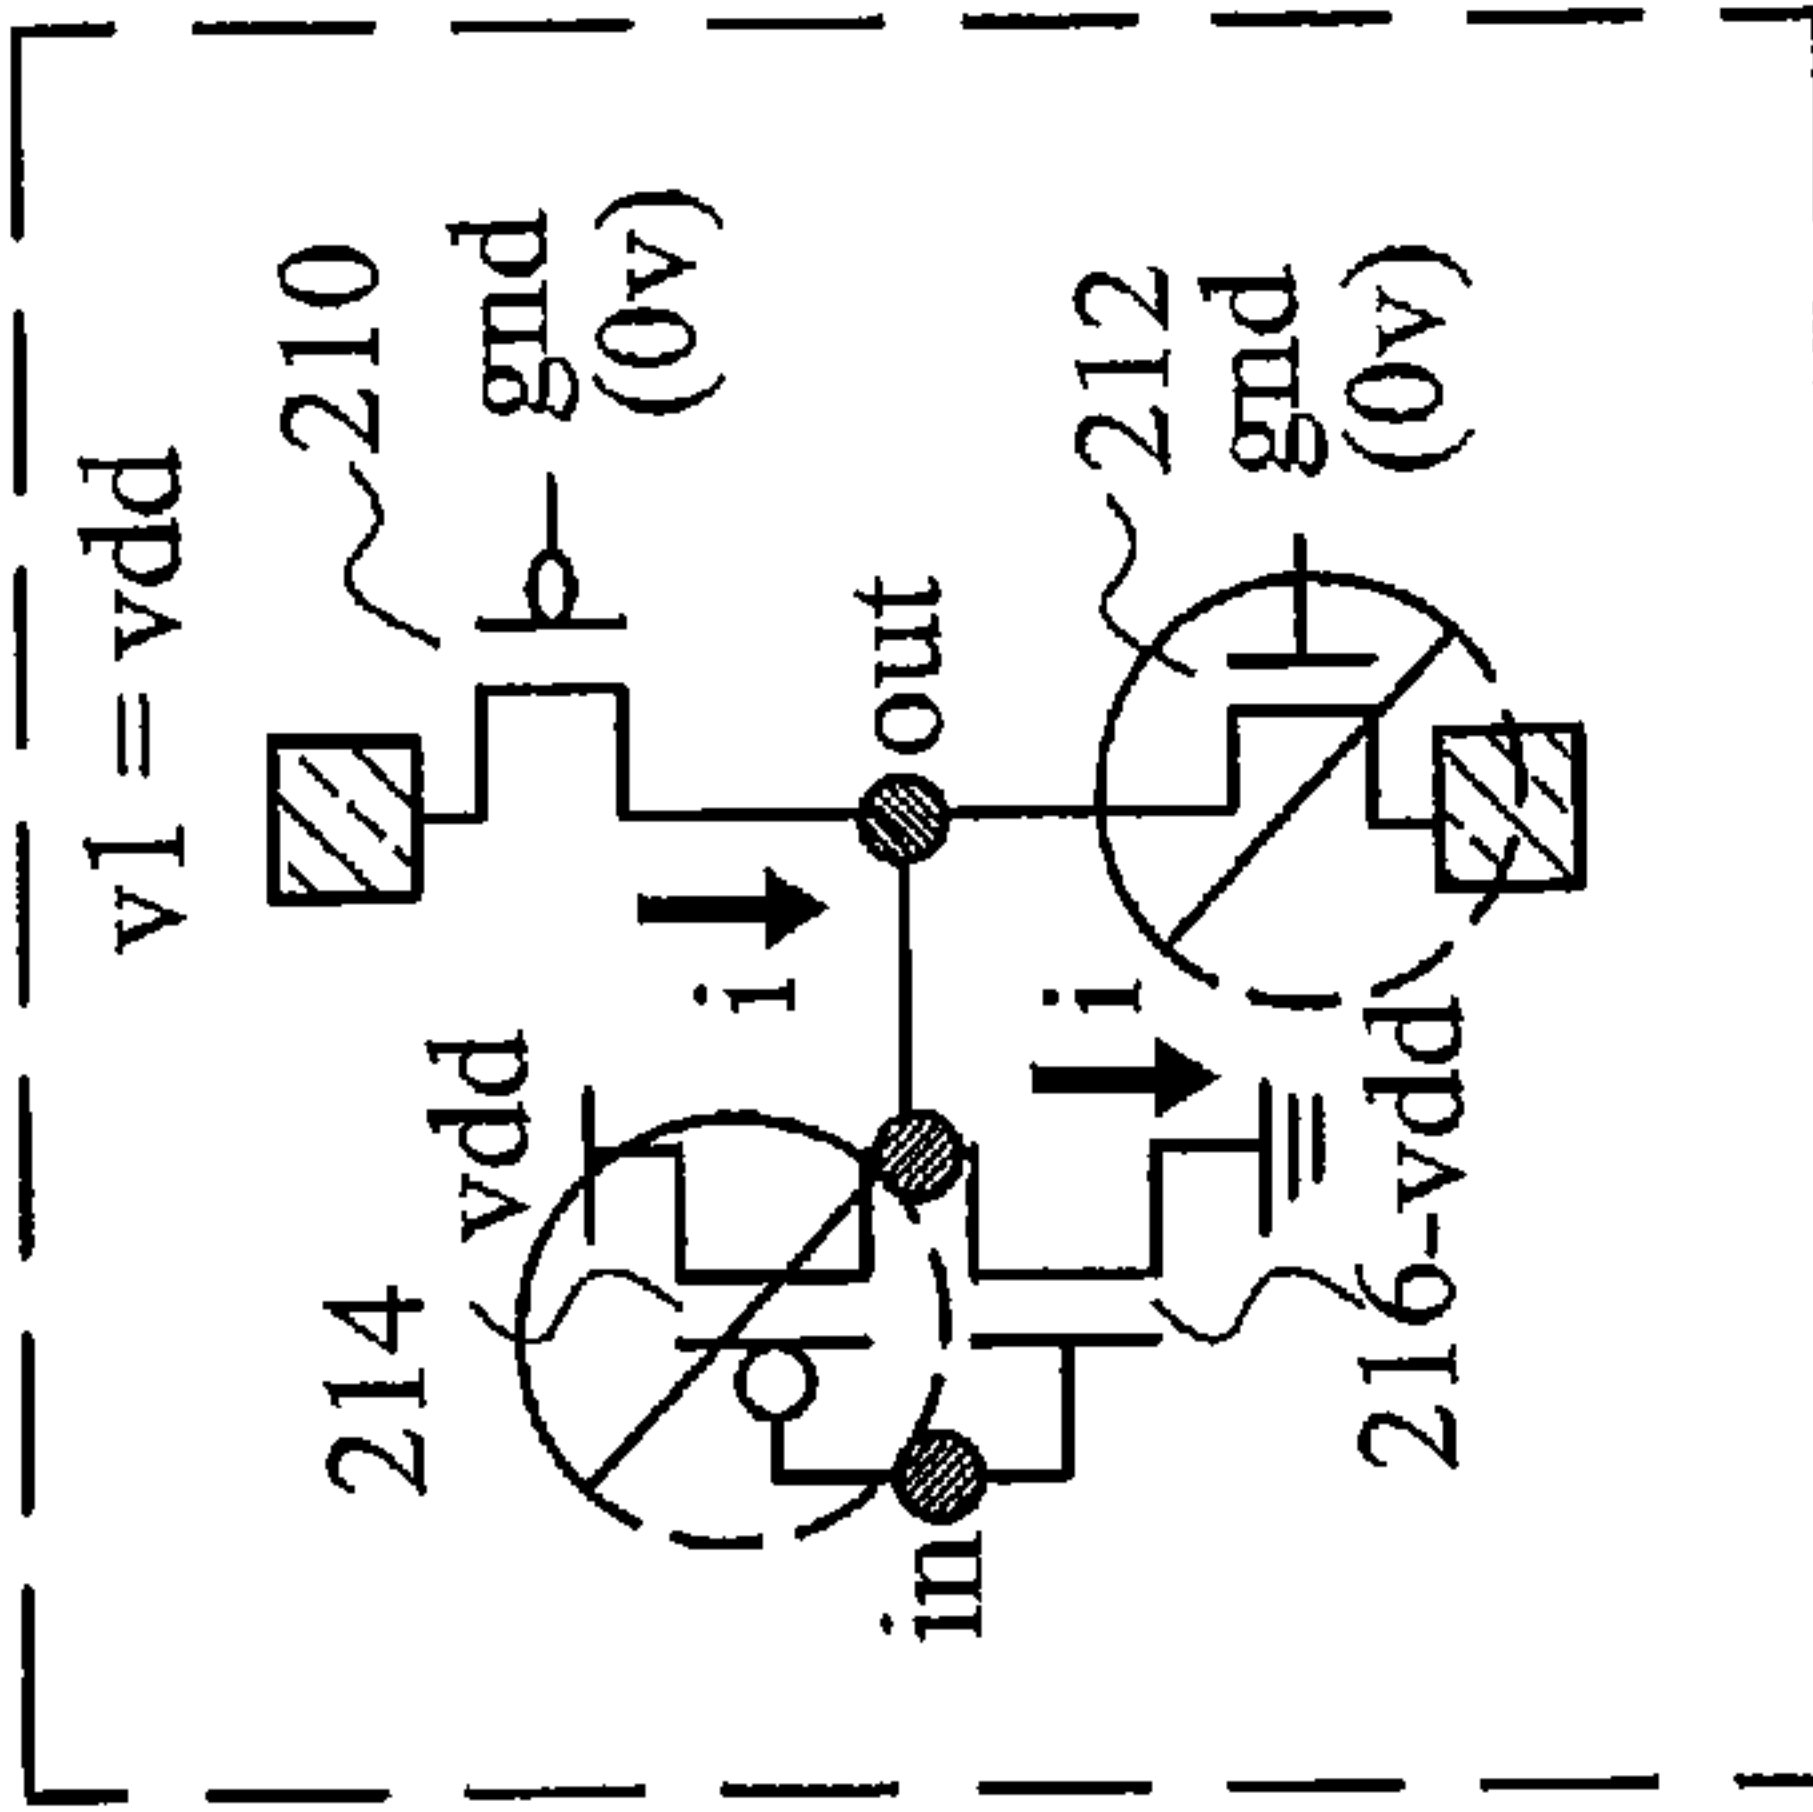 v1 = vdd
210
gnd
(0v)
out
212
gnd
(0v)
i
i
vdd
214
in
216
-vdd